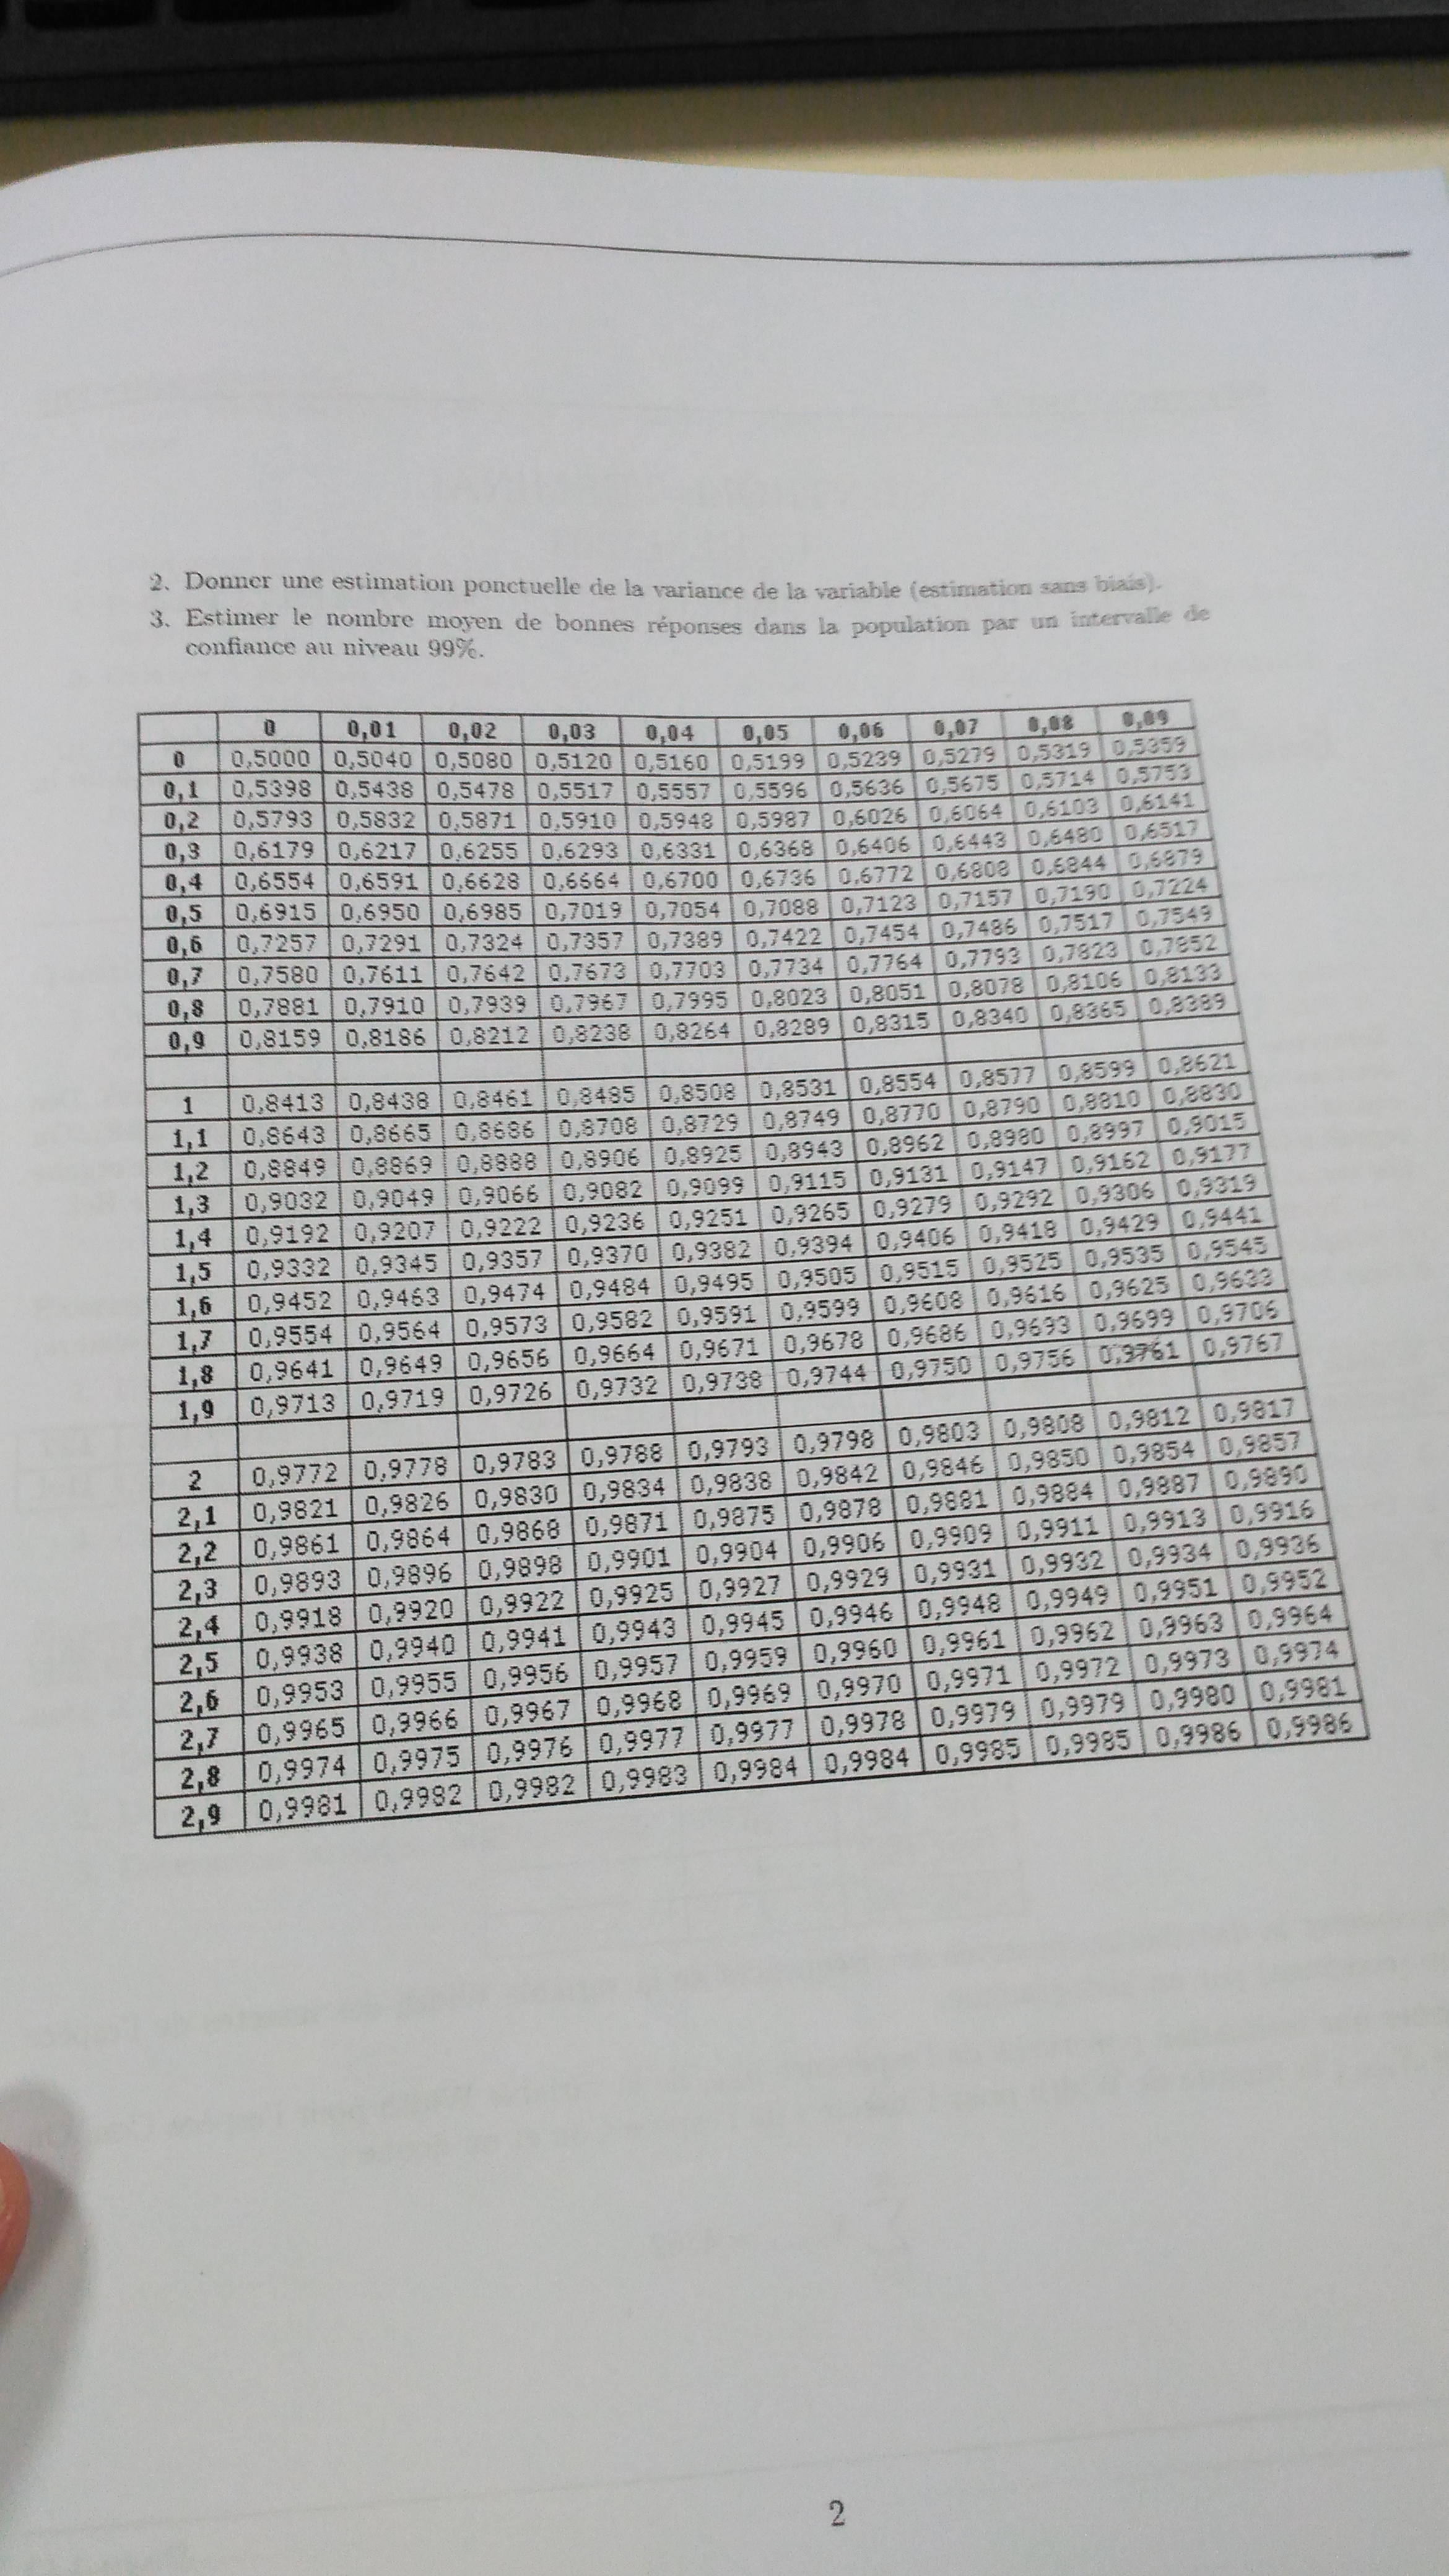 2. Donner une estimation ponctuelle de la variance de la variable (estimation sans biais).
3. Estimer le nombre moyen de bonnes réponses dans la population par un intervalle de
confiance au niveau 99%.
0 0,01 0,02 0,03 0,04 0,05 0,06 0,07 0,08 0,09
0 0,5000 0,5040 0,5080 0,5120 0,5160 0,5199 0,5239 0,5279 0,5319 0,5359
0,1 0,5398 0,5438 0,5478 0,5517 0,5557 0,5596 0,5636 0,5675 0,5714 0,5753
0,2 0,5793 0,5832 0,5871 0,5910 0,5948 0,5987 0,6026 0,6064 0,6103 0,6141
0,3 0,6179 0,6217 0,6255 0,6293 0,6331 0,6368 0,6406 0,6443 0,6480 0,6517
0,4 0,6554 0,6591 0,6628 0,6664 0,6700 0,6736 0,6772 0,6808 0,6844 0,6879
0,5 0,6915 0,6950 0,6985 0,7019 0,7054 0,7088 0,7123 0,7157 0,7190 0,7224
0,6 0,7257 0,7291 0,7324 0,7357 0,7389 0,7422 0,7454 0,7486 0,7517 0,7549
0,7 0,7580 0,7611 0,7642 0,7673 0,7703 0,7734 0,7764 0,7793 0,7823 0,7852
0,8 0,7881 0,7910 0,7939 0,7967 0,7995 0,8023 0,8051 0,8078 0,8106 0,8133
0,9 0,8159 0,8186 0,8212 0,8238 0,8264 0,8289 0,8315 0,8340 0,8365 0,8389
1 0,8413 0,8438 0,8461 0,8485 0,8508 0,8531 0,8554 0,8577 0,8599 0,8621
1,1 0,8643 0,8665 0,8686 0,8708 0,8729 0,8749 0,8770 0,8790 0,8810 0,8830
1,2 0,8849 0,8869 0,8888 0,8906 0,8925 0,8943 0,8962 0,8980 0,8997 0,9015
1,3 0,9032 0,9049 0,9066 0,9082 0,9099 0,9115 0,9131 0,9147 0,9162 0,9177
1,4 0,9192 0,9207 0,9222 0,9236 0,9251 0,9265 0,9279 0,9292 0,9306 0,9319
1,5 0,9332 0,9345 0,9357 0,9370 0,9382 0,9394 0,9406 0,9418 0,9429 0,9441
1,6 0,9452 0,9463 0,9474 0,9484 0,9495 0,9505 0,9515 0,9525 0,9535 0,9545
1,7 0,9554 0,9564 0,9573 0,9582 0,9591 0,9599 0,9608 0,9616 0,9625 0,9633
1,8 0,9641 0,9649 0,9656 0,9664 0,9671 0,9678 0,9686 0,9693 0,9699 0,9706
1,9 0,9713 0,9719 0,9726 0,9732 0,9738 0,9744 0,9750 0,9756 0,9761 0,9767
2 0,9772 0,9778 0,9783 0,9788 0,9793 0,9798 0,9803 0,9808 0,9812 0,9817
2,1 0,9821 0,9826 0,9830 0,9834 0,9838 0,9842 0,9846 0,9850 0,9854 0,9857
2,2 0,9861 0,9864 0,9868 0,9871 0,9875 0,9878 0,9881 0,9884 0,9887 0,9890
2,3 0,9893 0,9896 0,9898 0,9901 0,9904 0,9906 0,9909 0,9911 0,9913 0,9916
2,4 0,9918 0,9920 0,9922 0,9925 0,9927 0,9929 0,9931 0,9932 0,9934 0,9936
2,5 0,9938 0,9940 0,9941 0,9943 0,9945 0,9946 0,9948 0,9949 0,9951 0,9952
2,6 0,9953 0,9955 0,9956 0,9957 0,9959 0,9960 0,9961 0,9962 0,9963 0,9964
2,7 0,9965 0,9966 0,9967 0,9968 0,9969 0,9970 0,9971 0,9972 0,9973 0,9974
2,8 0,9974 0,9975 0,9976 0,9977 0,9977 0,9978 0,9979 0,9979 0,9980 0,9981
2,9 0,9981 0,9982 0,9982 0,9983 0,9984 0,9984 0,9985 0,9985 0,9986 0,9986
2